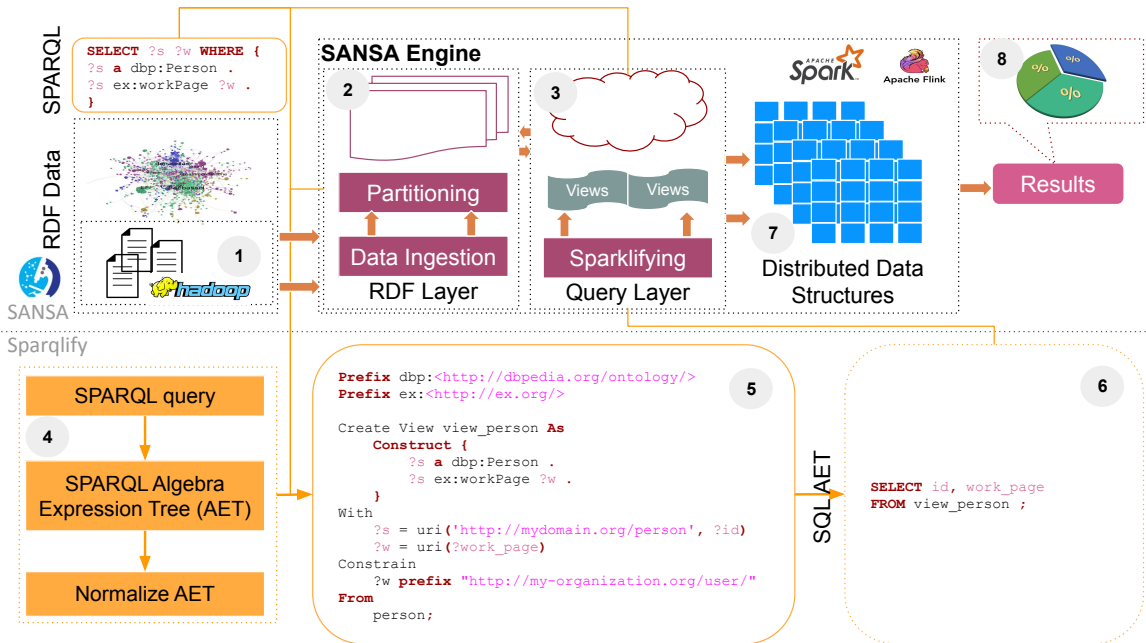 SPARQL
SELECT ?s ?w WHERE {
?s a dbp:Person .
?s ex:workPage ?w .
}
RDF Data
1
hadoop
SANSA
SANSA Engine
2
Partitioning
Data Ingestion
RDF Layer
3
Views
Views
Sparklifying
Query Layer
APACHE
Spark
Apache Flink
7
Distributed Data
Structures
8
%
%
%
Results
Sparqlify
SPARQL query
4
SPARQL Algebra
Expression Tree (AET)
Normalize AET
5
Prefix dbp:<http://dbpedia.org/ontology/>
Prefix ex:<http://ex.org/>
Create View view_person As
Construct {
?s a dbp:Person .
?s ex:workPage ?w .
}
With
?s = uri('http://mydomain.org/person', ?id)
?w = uri(?work_page)
Constrain
?w prefix "http://my-organization.org/user/"
From
person;
SQL AET
6
SELECT id, work_page
FROM view_person ;